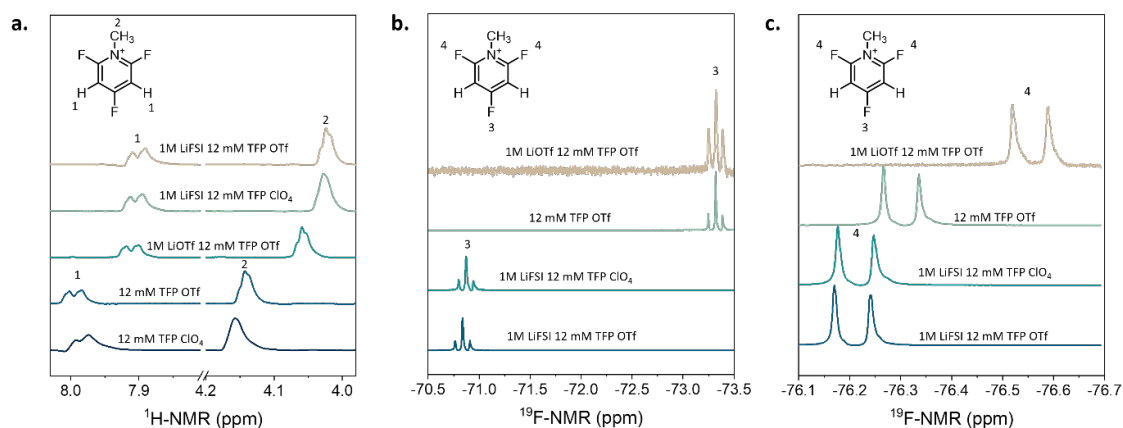 a.
2
CH₃
F N⁺ F
H H
1 F 1
1
2
1M LiFSI 12 mM TFP OTf
1M LiFSI 12 mM TFP ClO₄
1M LiOTf 12 mM TFP OTf
2
1
12 mM TFP OTf
12 mM TFP ClO₄
8.0 7.9 4.2 4.1 4.0
¹H-NMR (ppm)
b.
CH₃
4 4
F N⁺ F
H H
F
3
3
1M LiOTf 12 mM TFP OTf
12 mM TFP OTf
3
1M LiFSI 12 mM TFP ClO₄
1M LiFSI 12 mM TFP OTf
-70.5 -71.0 -71.5 -72.0 -72.5 -73.0 -73.5
¹⁹F-NMR (ppm)
c.
CH₃
4 4
F N⁺ F
H H
F
3
4
1M LiOTf 12 mM TFP OTf
12 mM TFP OTf
4
1M LiFSI 12 mM TFP ClO₄
1M LiFSI 12 mM TFP OTf
-76.1 -76.2 -76.3 -76.4 -76.5 -76.6 -76.7
¹⁹F-NMR (ppm)